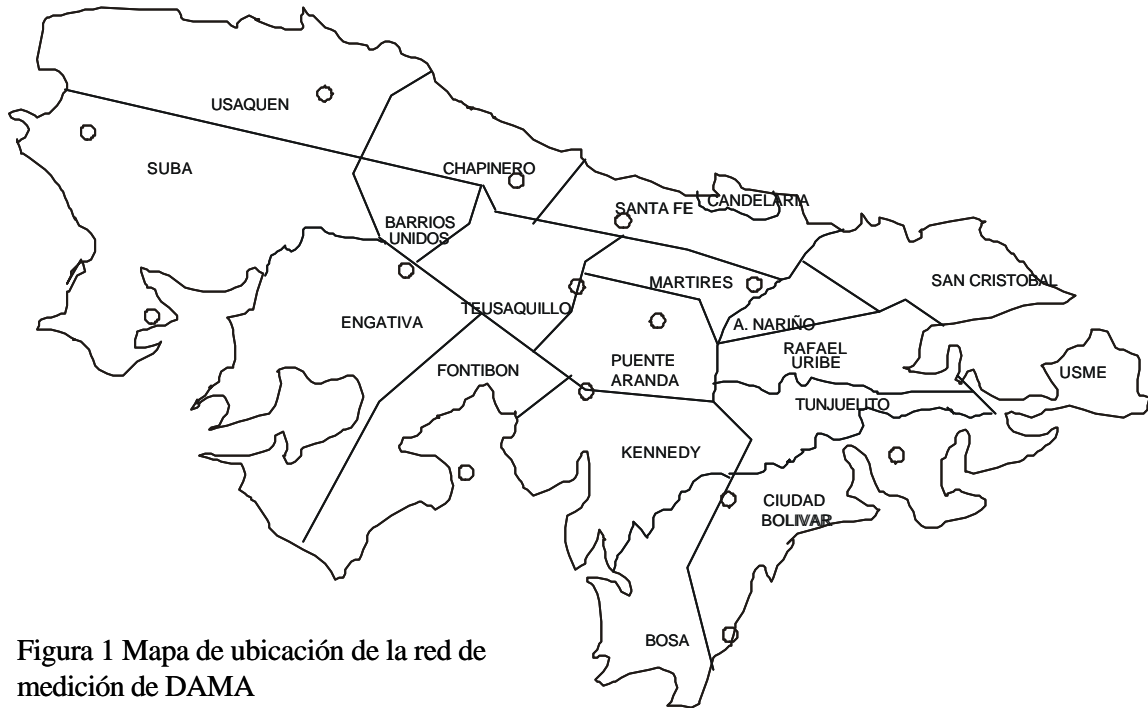 USAQUEN
SUBA
CHAPINERO
CANDELARIA
SANTA FE
BARRIOS
UNIDOS
SAN CRISTOBAL
MARTIRES
TEUSAQUILLO
ENGATIVA
A. NARIÑO
RAFAEL
URIBE
PUENTE
ARANDA
FONTIBON
USME
TUNJUELITO
KENNEDY
CIUDAD
BOLIVAR
BOSA
Figura 1 Mapa de ubicación de la red de
medición de DAMA